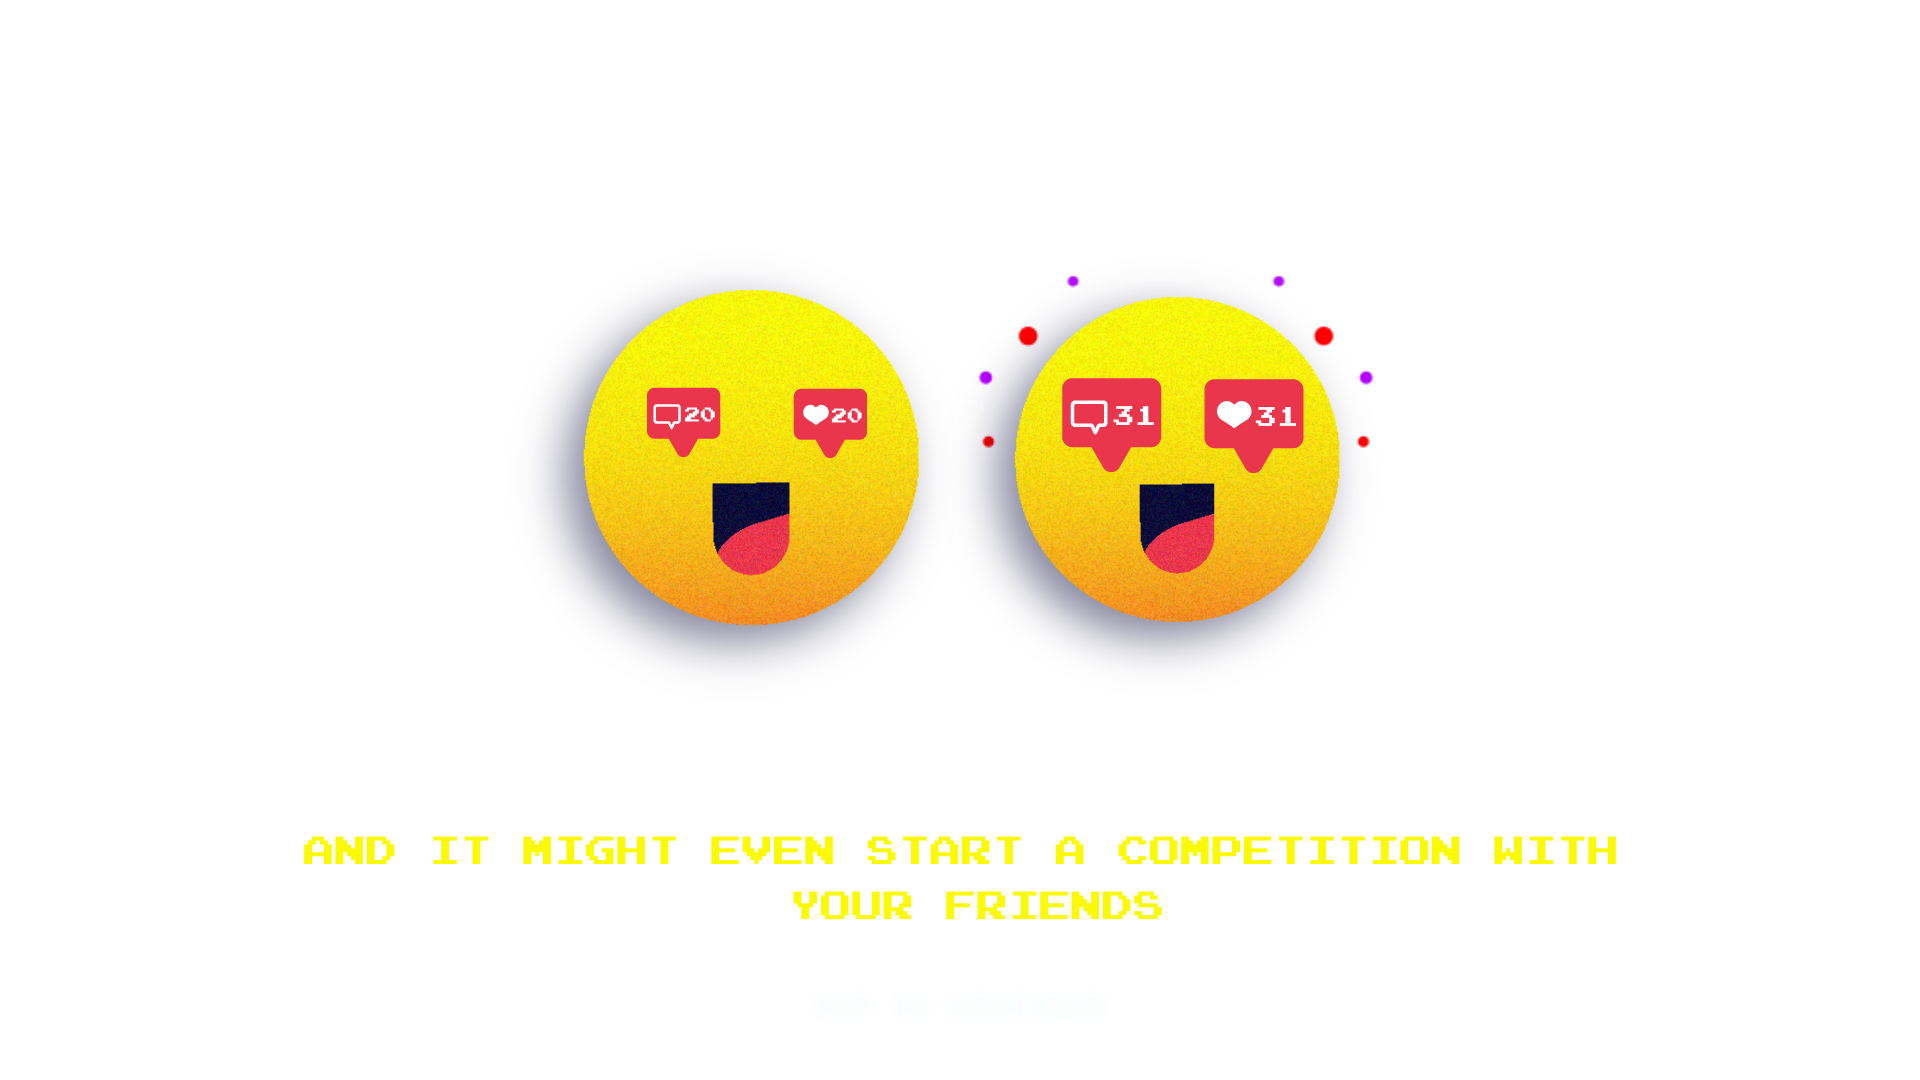 20 20 31 31
AND IT MIGHT EVEN START A COMPETITION WITH
YOUR FRIENDS